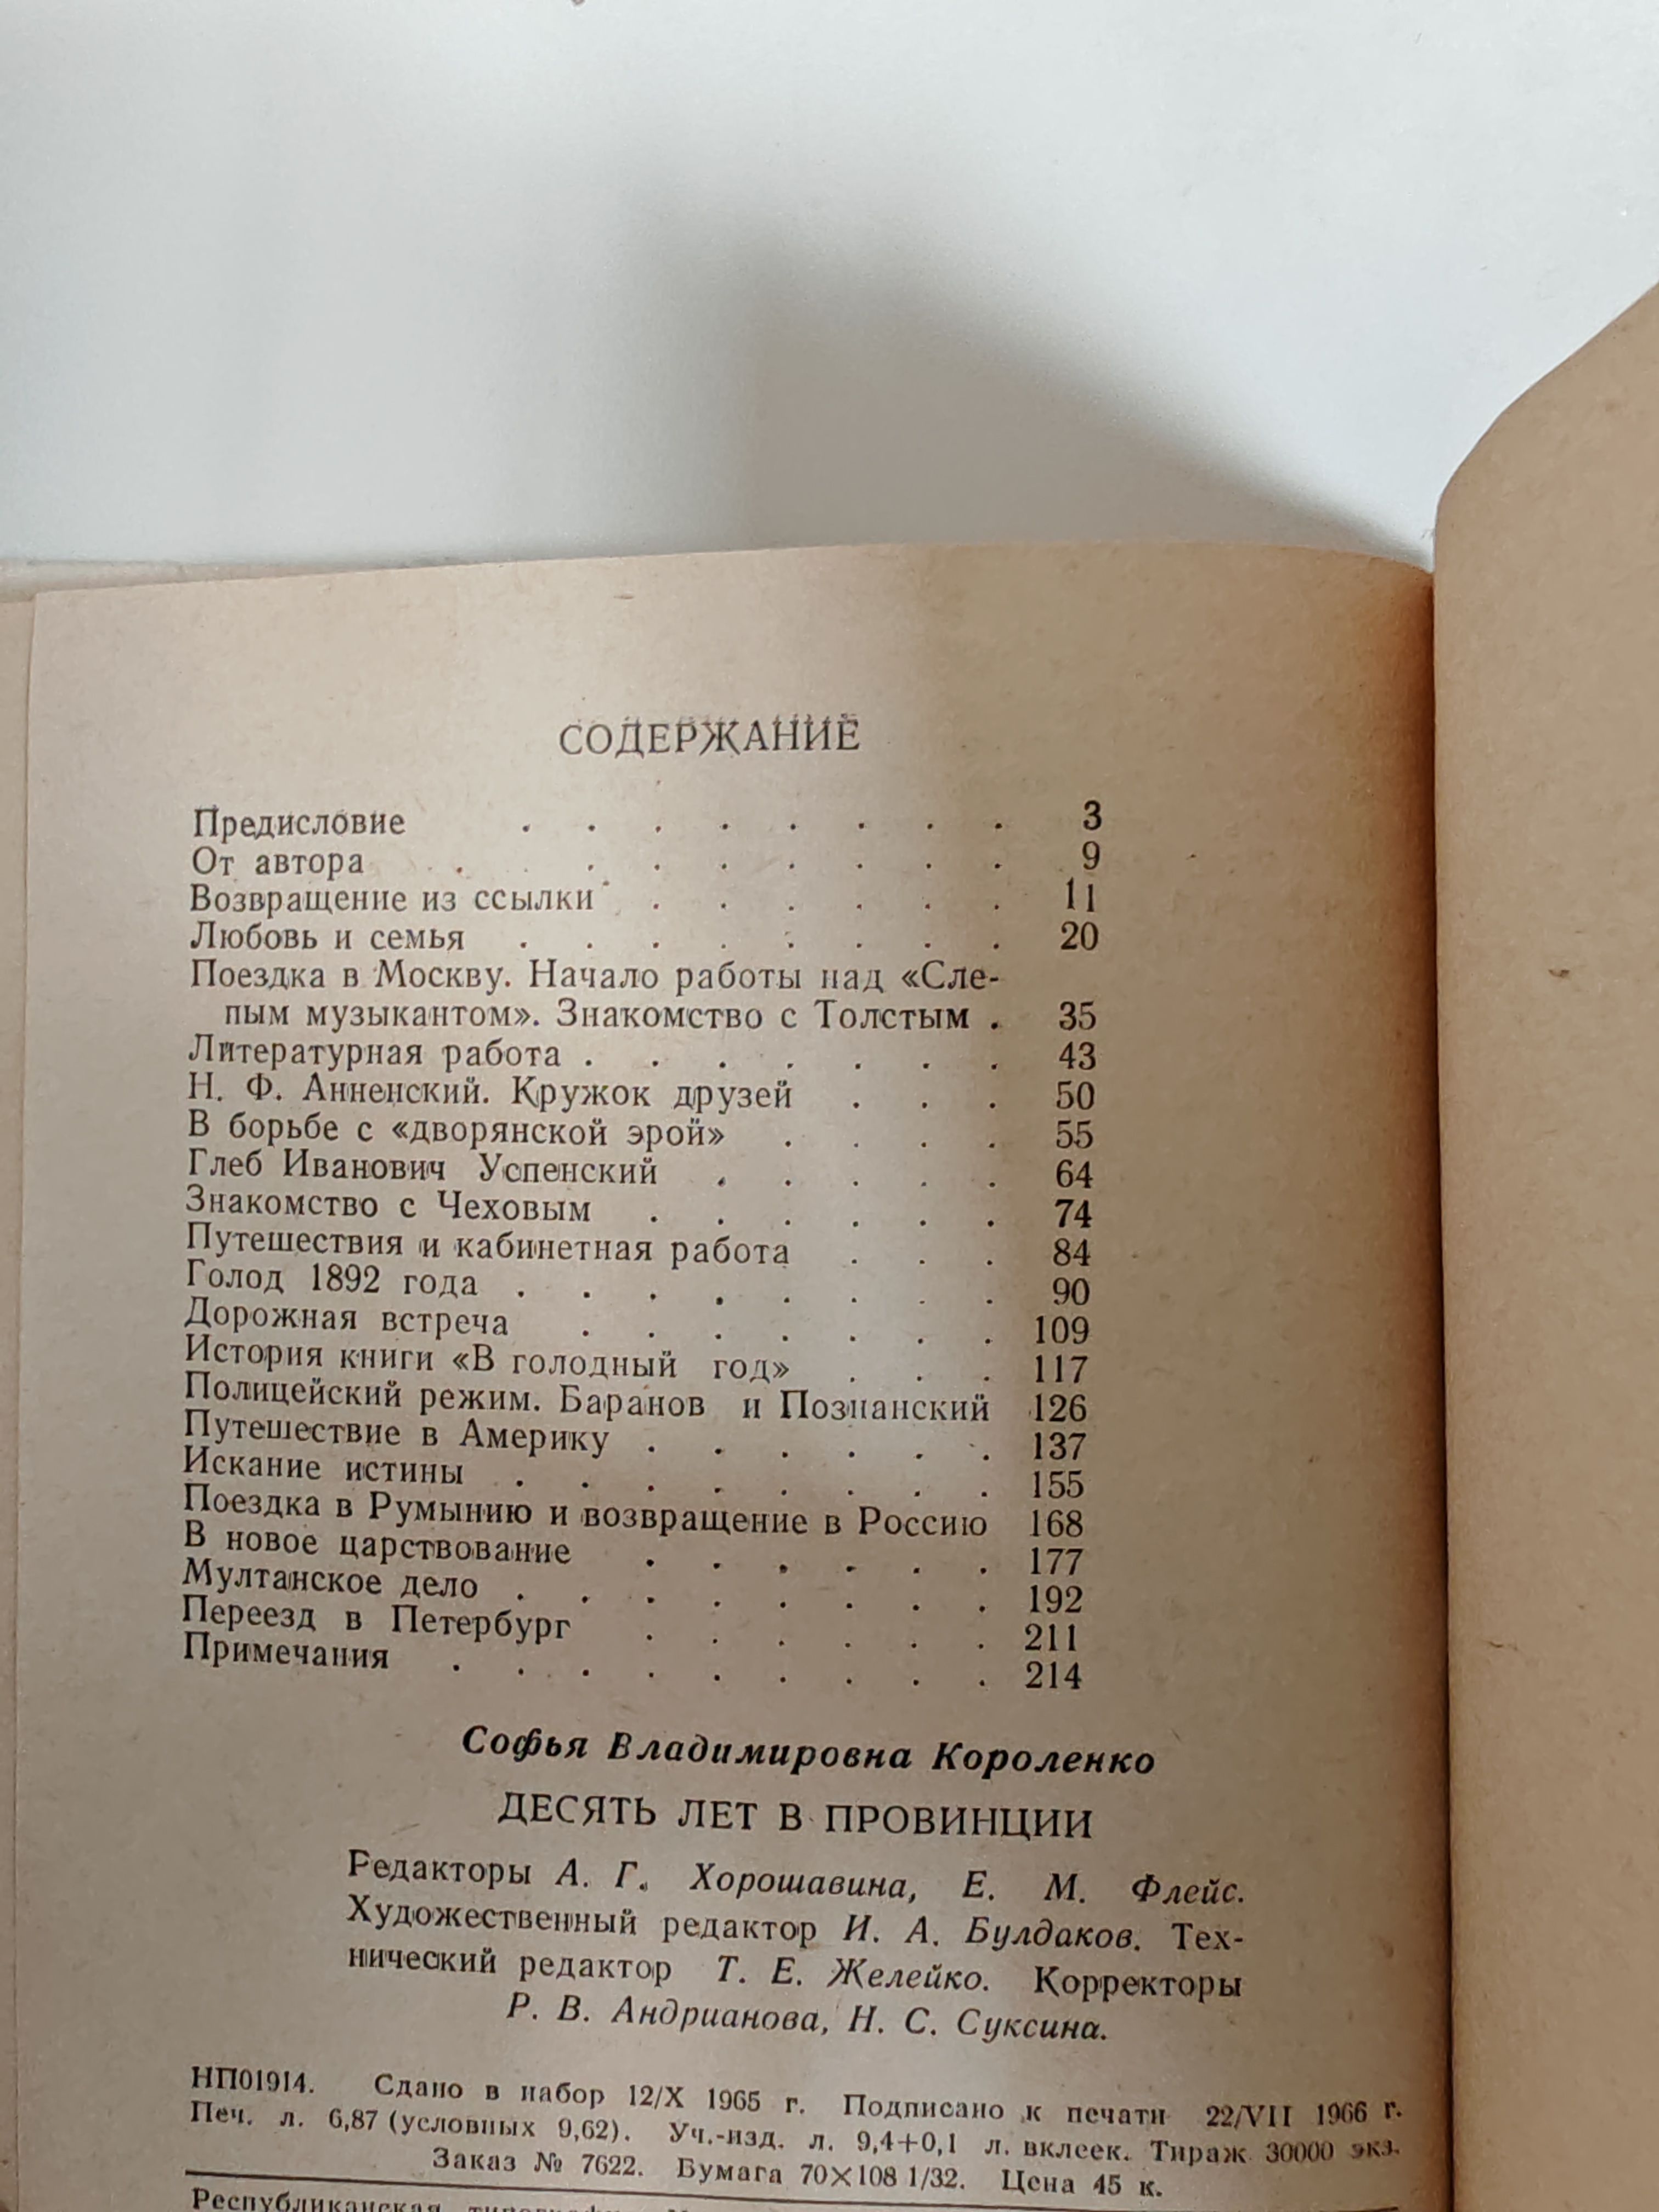 СОДЕРЖАНИЕ
Предисловие . . . . . . . . 3
От автора . . . . . . . . 9
Возвращение из ссылки . . . . . . 11
Любовь и семья . . . . . . . . 20
Поездка в Москву. Начало работы над «Сле-
пым музыкантом». Знакомство с Толстым . 35
Литературная работа . . . . . . . 43
Н. Ф. Анненский. Кружок друзей . . . 50
В борьбе с «дворянской эрой» . . . . 55
Глеб Иванович Успенский . . . . . 64
Знакомство с Чеховым . . . . . . 74
Путешествия и кабинетная работа . . . 84
Голод 1892 года . . . . . . . . 90
Дорожная встреча . . . . . . . 109
История книги «В голодный год» . . . 117
Полицейский режим. Баранов и Познанский 126
Путешествие в Америку . . . . . . 137
Искание истины . . . . . . . . 155
Поездка в Румынию и возвращение в Россию 168
В новое царствование . . . . . . 177
Мултанское дело . . . . . . . . 192
Переезд в Петербург . . . . . . 211
Примечания . . . . . . . . . 214
Софья Владимировна Короленко
ДЕСЯТЬ ЛЕТ В ПРОВИНЦИИ
Редакторы А. Г. Хорошавина, Е. М. Флейс.
Художественный редактор И. А. Булдаков. Тех-
нический редактор Т. Е. Желейко. Корректоры
Р. В. Андрианова, Н. С. Суксина.
НП01914. Сдано в набор 12/X 1965 г. Подписано к печати 22/VII 1966 г.
Печ. л. 6,87 (условных 9,62). Уч.-изд. л. 9,4+0,1 л. вклеек. Тираж 30000 экз.
Заказ № 7622. Бумага 70×108 1/32. Цена 45 к.
Республиканская